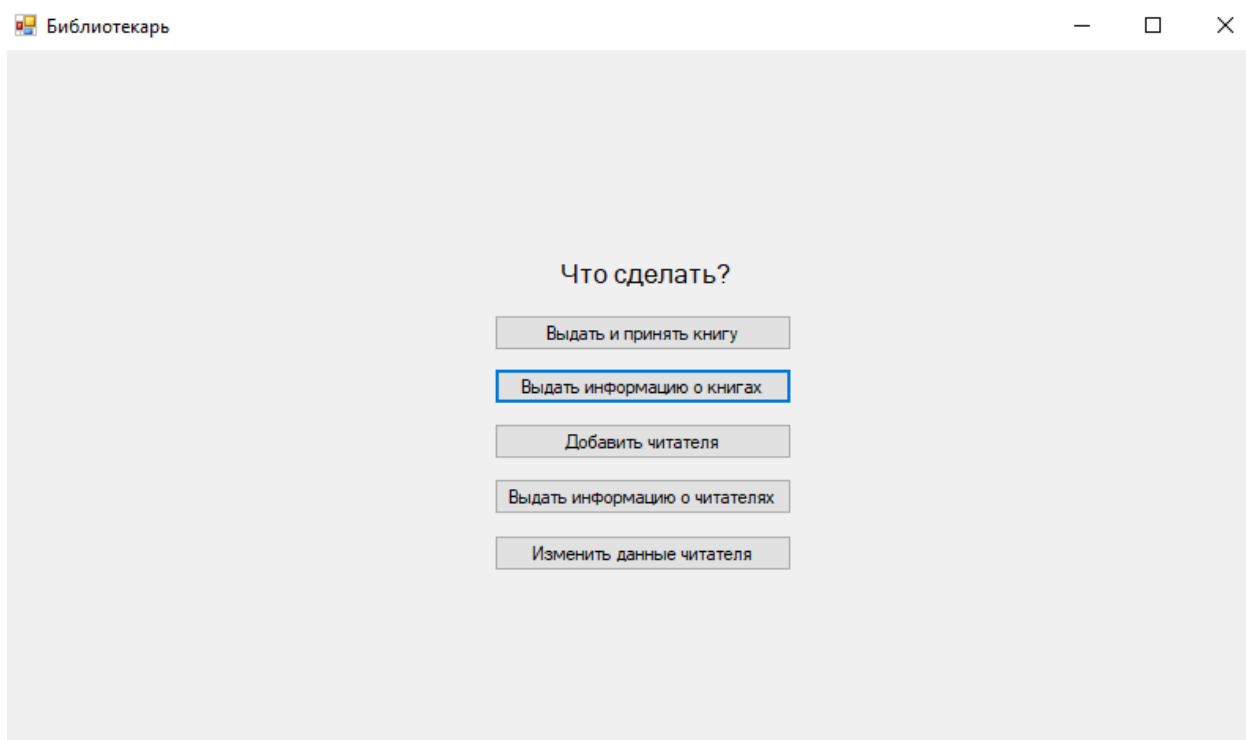 Библиотекарь
Что сделать?
Выдать и принять книгу
Выдать информацию о книгах
Добавить читателя
Выдать информацию о читателях
Изменить данные читателя